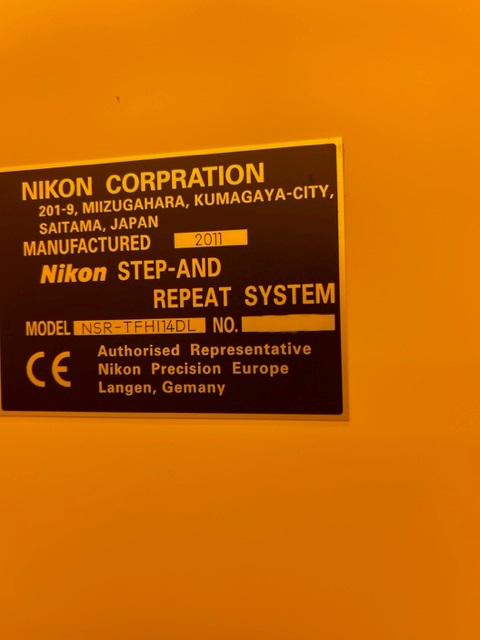 NIKON CORPRATION
201-9, MIIZUGAHARA, KUMAGAYA-CITY,
SAITAMA, JAPAN
MANUFACTURED 2011
Nikon STEP-AND
REPEAT SYSTEM
MODEL NSR-TFHI14DL NO.
CE Authorised Representative
Nikon Precision Europe
Langen, Gemany